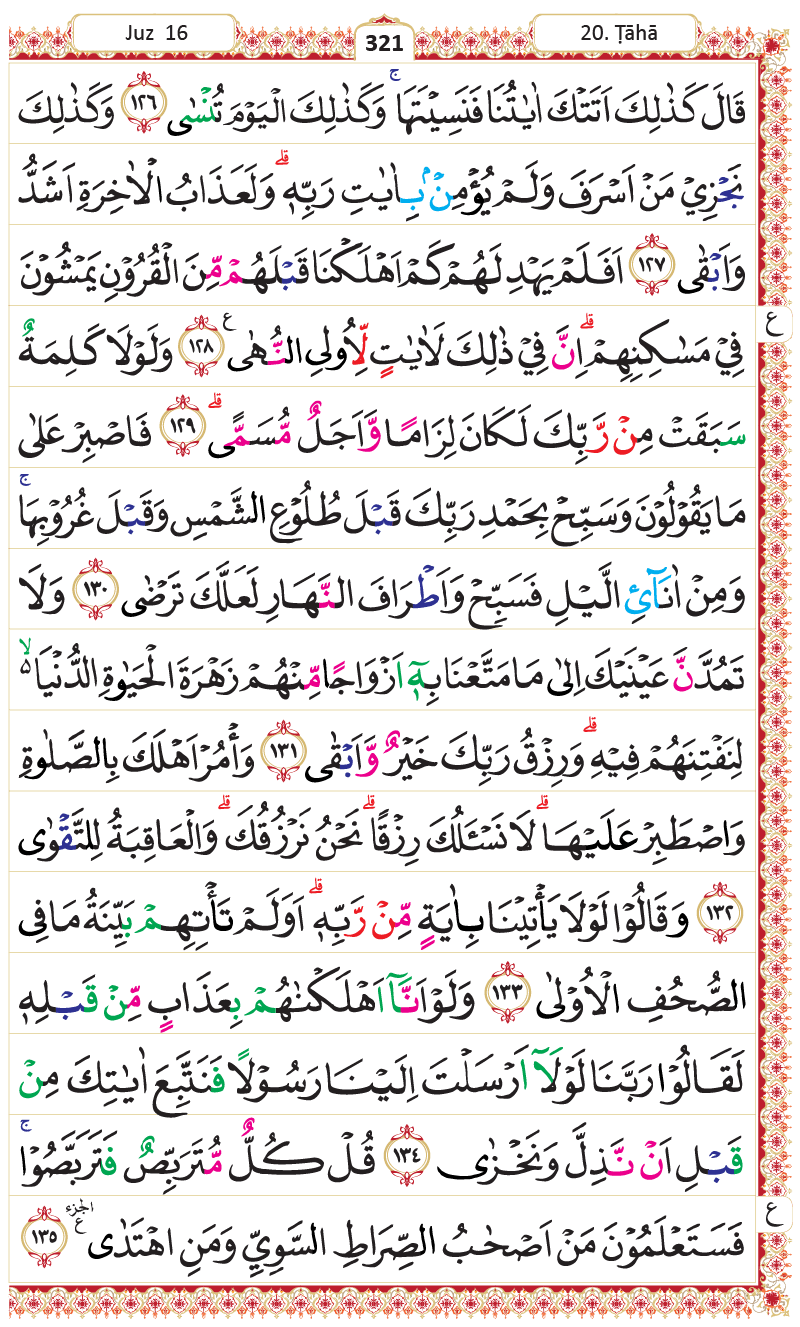 Juz 16
321
20. Ṭāhā
قَالَ كَذٰلِكَ اَتَتْكَ اٰيٰتُنَا فَنَسِيْتَهَا ۚ وَكَذٰلِكَ الْيَوْمَ تُنْسٰى ١٢٦ وَكَذٰلِكَ
نَجْزِيْ مَنْ اَسْرَفَ وَلَمْ يُؤْمِنْۢ بِاٰيٰتِ رَبِّهٖ ۗ وَلَعَذَابُ الْاٰخِرَةِ اَشَدُّ
وَاَبْقٰى ١٢٧ اَفَلَمْ يَهْدِ لَهُمْ كَمْ اَهْلَكْنَا قَبْلَهُمْ مِّنَ الْقُرُوْنِ يَمْشُوْنَ
فِيْ مَسٰكِنِهِمْ ۗ اِنَّ فِيْ ذٰلِكَ لَاٰيٰتٍ لِّاُولِى النُّهٰى ࣖ ١٢٨ وَلَوْلَا كَلِمَةٌ
ع
سَبَقَتْ مِنْ رَّبِّكَ لَكَانَ لِزَامًا وَّاَجَلٌ مُّسَمًّى ۗ ١٢٩ فَاصْبِرْ عَلٰى
مَا يَقُوْلُوْنَ وَسَبِّحْ بِحَمْدِ رَبِّكَ قَبْلَ طُلُوْعِ الشَّمْسِ وَقَبْلَ غُرُوْبِهَا ۚ
وَمِنْ اٰنَاۤئِ الَّيْلِ فَسَبِّحْ وَاَطْرَافَ النَّهَارِ لَعَلَّكَ تَرْضٰى ١٣٠ وَلَا
تَمُدَّنَّ عَيْنَيْكَ اِلٰى مَا مَتَّعْنَا بِهٖٓ اَزْوَاجًا مِّنْهُمْ زَهْرَةَ الْحَيٰوةِ الدُّنْيَا ۙ۵
لِنَفْتِنَهُمْ فِيْهِ ۗ وَرِزْقُ رَبِّكَ خَيْرٌ وَّاَبْقٰى ١٣١ وَأْمُرْ اَهْلَكَ بِالصَّلٰوةِ
وَاصْطَبِرْ عَلَيْهَا ۗ لَا نَسْـَٔلُكَ رِزْقًا ۗ نَحْنُ نَرْزُقُكَ ۗ وَالْعَاقِبَةُ لِلتَّقْوٰى
١٣٢ وَقَالُوْا لَوْلَا يَأْتِيْنَا بِاٰيَةٍ مِّنْ رَّبِّهٖ ۗ اَوَلَمْ تَأْتِهِمْ بَيِّنَةُ مَا فِى
الصُّحُفِ الْاُوْلٰى ١٣٣ وَلَوْ اَنَّآ اَهْلَكْنٰهُمْ بِعَذَابٍ مِّنْ قَبْلِهٖ
لَقَالُوْا رَبَّنَا لَوْلَآ اَرْسَلْتَ اِلَيْنَا رَسُوْلًا فَنَتَّبِعَ اٰيٰتِكَ مِنْ
قَبْلِ اَنْ نَّذِلَّ وَنَخْزٰى ١٣٤ قُلْ كُلٌّ مُّتَرَبِّصٌ فَتَرَبَّصُوْا ۚ
فَسَتَعْلَمُوْنَ مَنْ اَصْحٰبُ الصِّرَاطِ السَّوِيِّ وَمَنِ اهْتَدٰى ࣖ الجزء ١٣٥
ع